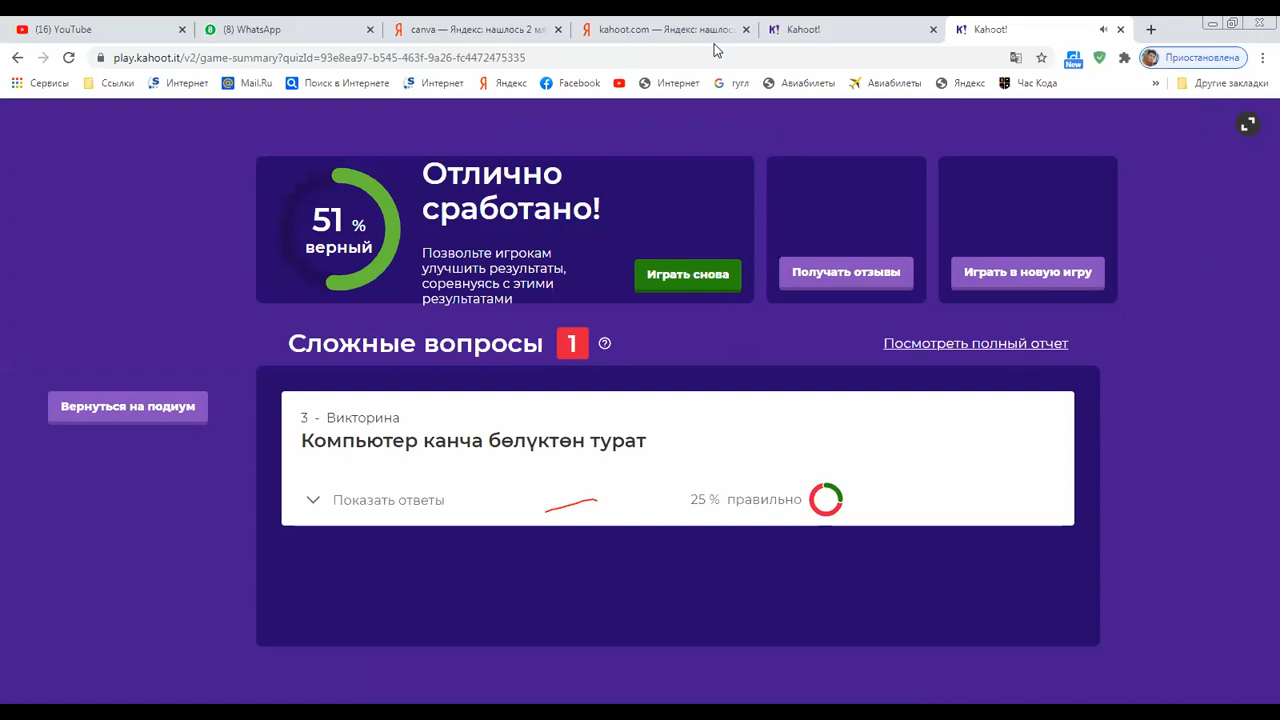 (16) YouTube
(8) WhatsApp
canva — Яндекс: нашлось 2 мл
kahoot.com — Яндекс: нашлось
Kahoot!
Kahoot!
play.kahoot.it/v2/game-summary?quizId=93e8ea97-b545-463f-9c26-fc4472475335
New
Приостановлена
Сервисы
Ссылки
Интернет
Mail.Ru
Поиск в Интернете
Интернет
Яндекс
Facebook
Интернет
гугл
Авиабилеты
Авиабилеты
Яндекс
Час Кода
»
Другие закладки
51 %
верный
Отлично
сработано!
Позвольте игрокам
улучшить результаты,
соревнуясь с этими
результатами
Играть снова
Получать отзывы
Играть в новую игру
Сложные вопросы 1
Посмотреть полный отчет
Вернуться на подиум
3 - Викторина
Компьютер канча бөлүктөн турат
Показать ответы
25 % правильно